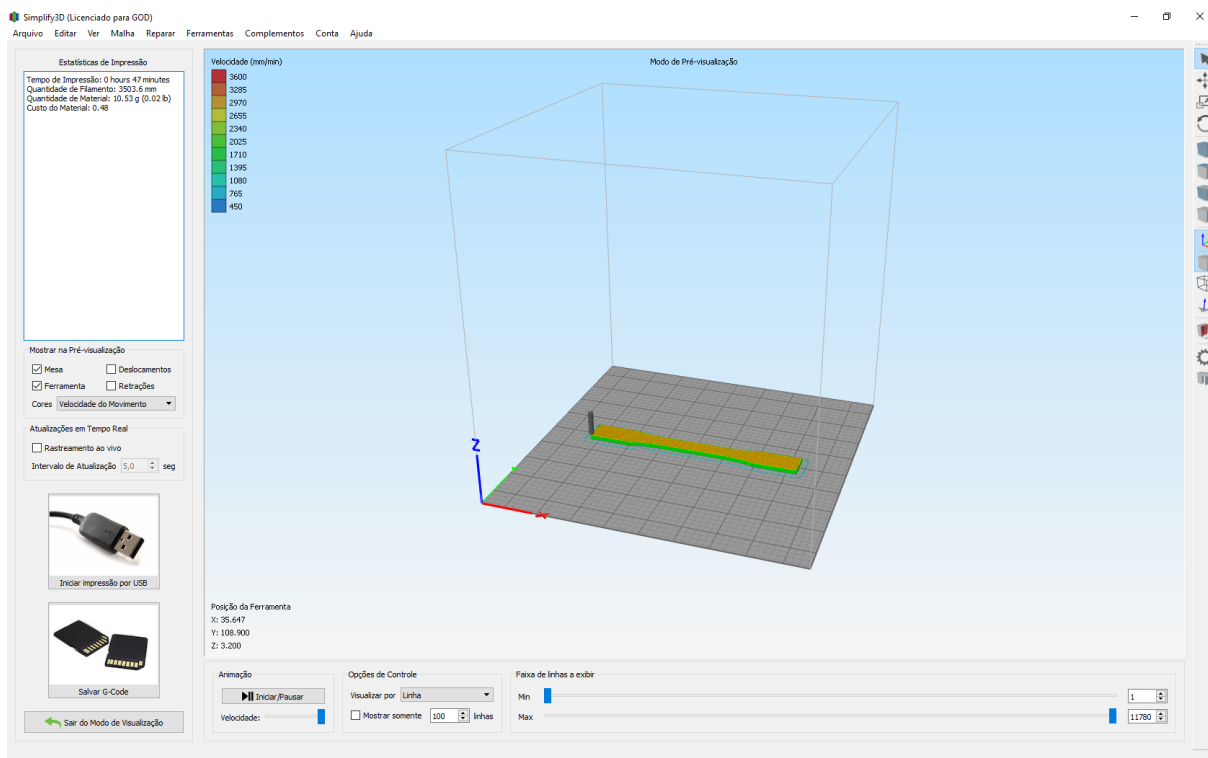 Simplify3D (Licenciado para GOD)
Arquivo Editar Ver Malha Reparar Ferramentas Complementos Conta Ajuda
Estatísticas de Impressão
Tempo de Impressão: 0 hours 47 minutes
Quantidade de Filamento: 3503.6 mm
Quantidade de Material: 10.53 g (0.02 lb)
Custo do Material: 0.48
Mostrar na Pré-visualização
Mesa Deslocamentos
Ferramenta Retrações
Cores Velocidade do Movimento
Atualizações em Tempo Real
Rastreamento ao vivo
Intervalo de Atualização 5,0 seg
Iniciar impressão por USB
Salvar G-Code
Sair do Modo de Visualização
Velocidade (mm/min)
3600
3285
2970
2655
2340
2025
1710
1395
1080
765
450
Modo de Pré-visualização
Z
X
Posição da Ferramenta
X: 35.647
Y: 108.900
Z: 3.200
Animação
Iniciar/Pausar
Velocidade:
Opções de Controle
Visualizar por Linha
Mostrar somente 100 linhas
Faixa de linhas a exibir
Min 1
Max 11780